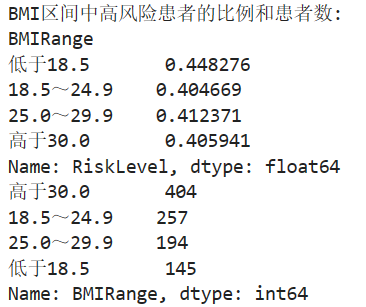 BMI区间中高风险患者的比例和患者数:
BMIRange
低于18.5 0.448276
18.5～24.9 0.404669
25.0～29.9 0.412371
高于30.0 0.405941
Name: RiskLevel, dtype: float64
高于30.0 404
18.5～24.9 257
25.0～29.9 194
低于18.5 145
Name: BMIRange, dtype: int64